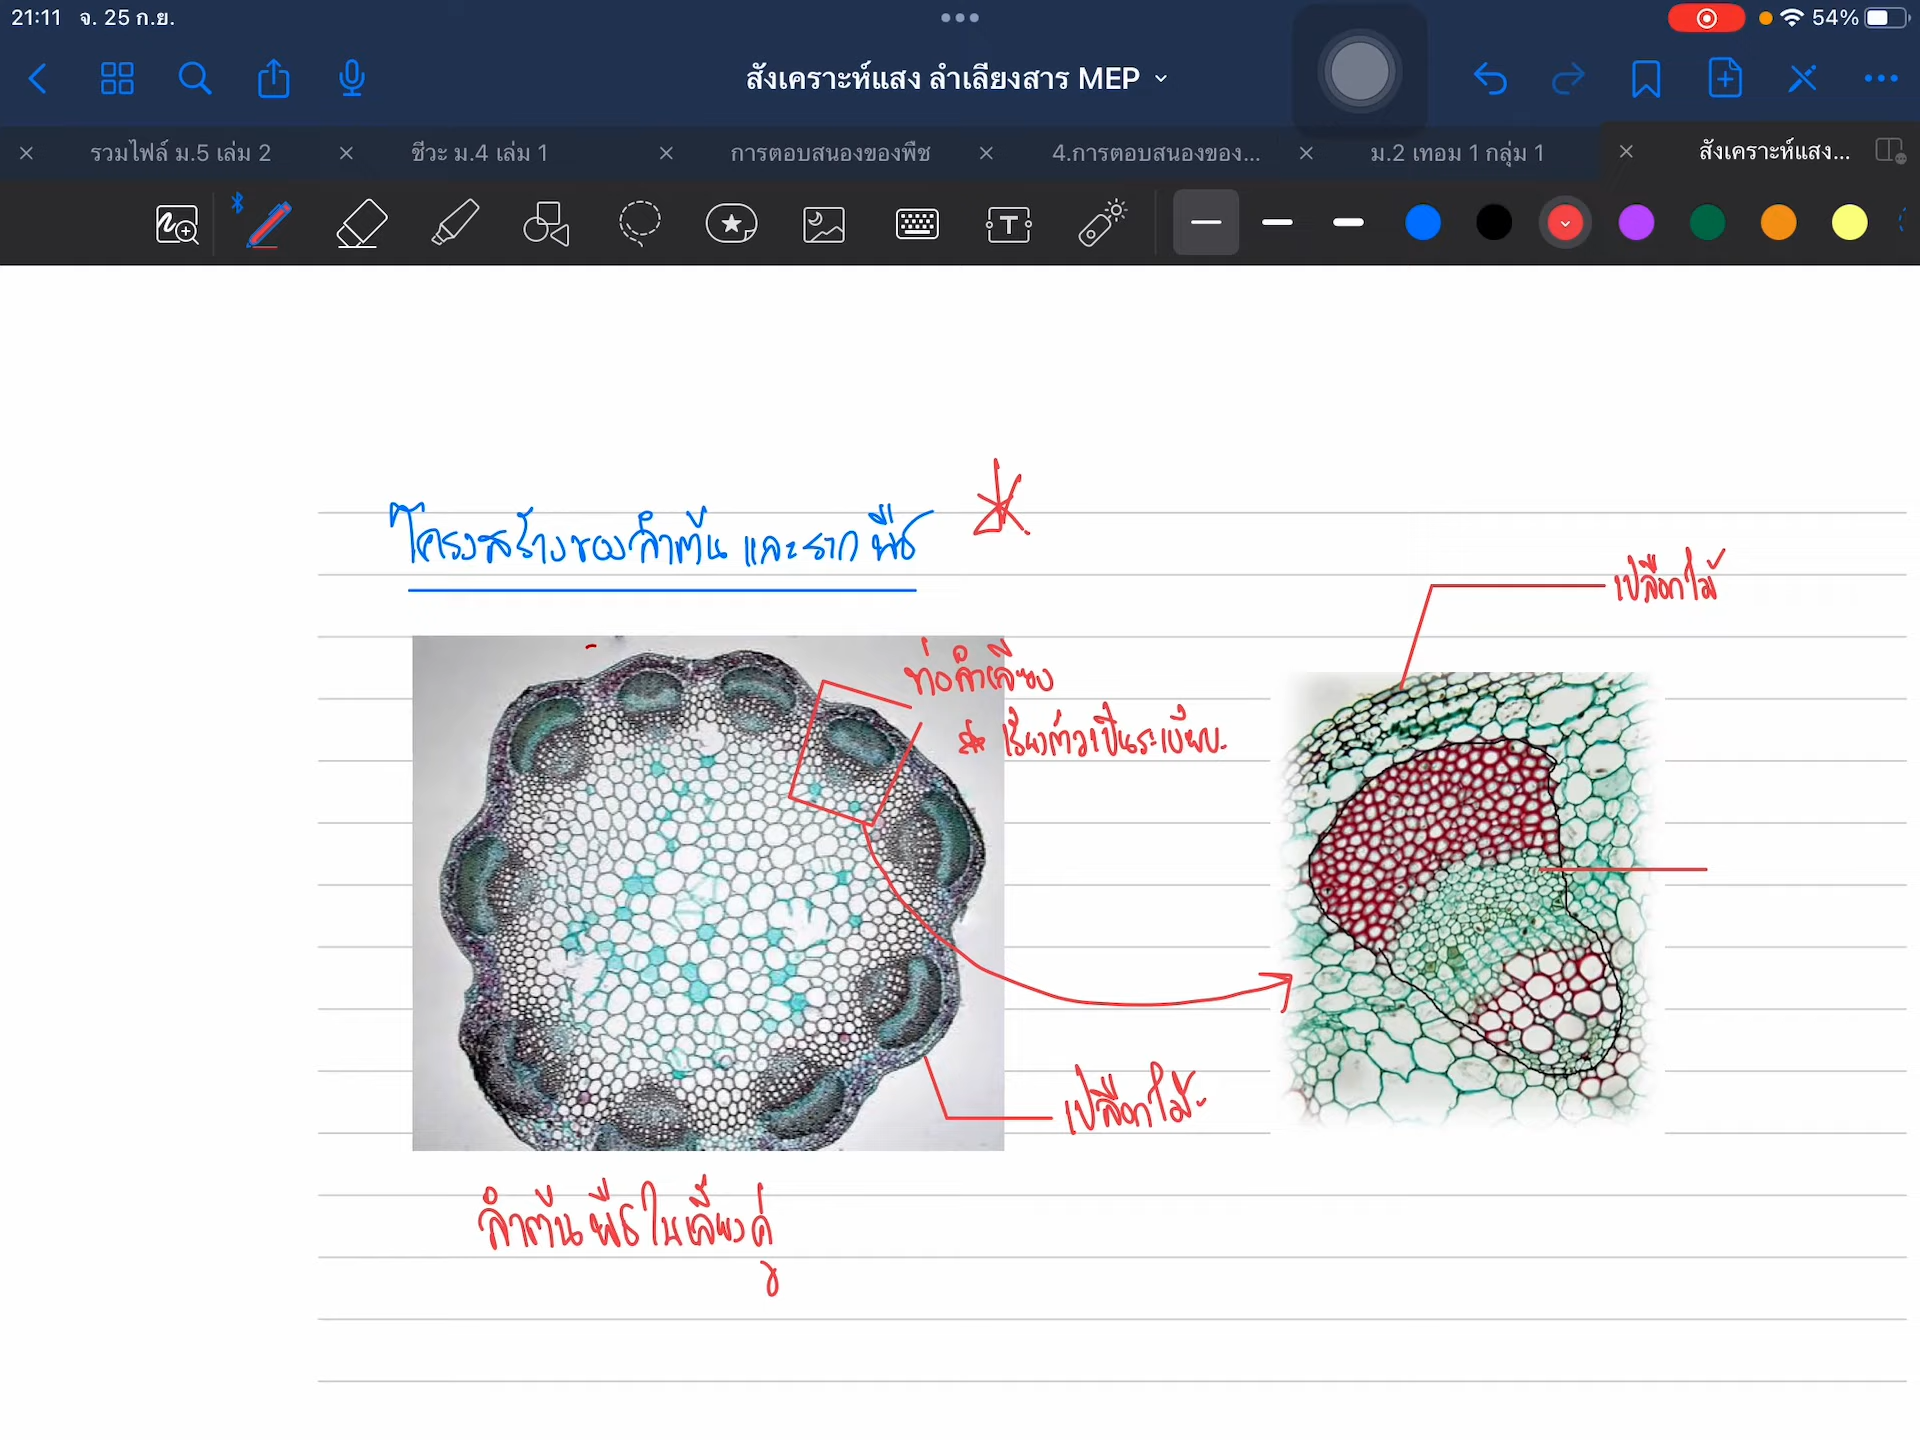 21:11 จ. 25 ก.ย.
54%
สังเคราะห์แสง ลำเลียงสาร MEP
รวมไฟล์ ม.5 เล่ม 2
ชีวะ ม.4 เล่ม 1
การตอบสนองของพืช
4.การตอบสนองของ...
ม.2 เทอม 1 กลุ่ม 1
สังเคราะห์แสง...
T
โครงสร้างของลำต้น และราก พืช
เปลือกไม้
ท่อลำเลียง
เรียงตัวเป็นระเบียบ
เปลือกไม้
ลำต้น พืชใบเลี้ยงคู่